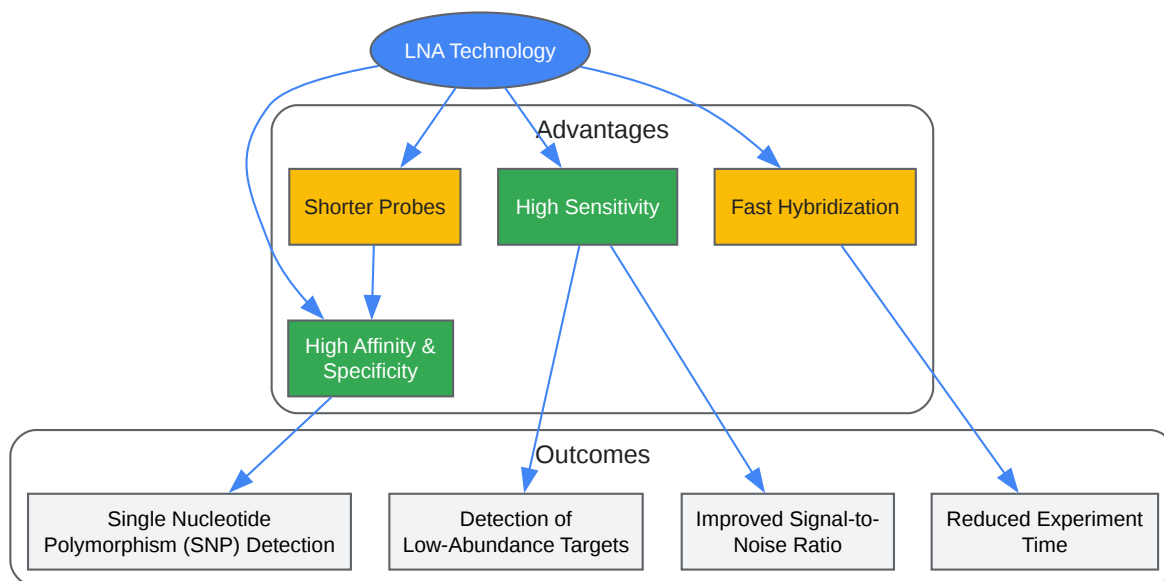 LNA Technology
Advantages
Shorter Probes
High Sensitivity
Fast Hybridization
High Affinity &
Specificity
Outcomes
Single Nucleotide
Polymorphism (SNP) Detection
Detection of
Low-Abundance Targets
Improved Signal-to-
Noise Ratio
Reduced Experiment
Time